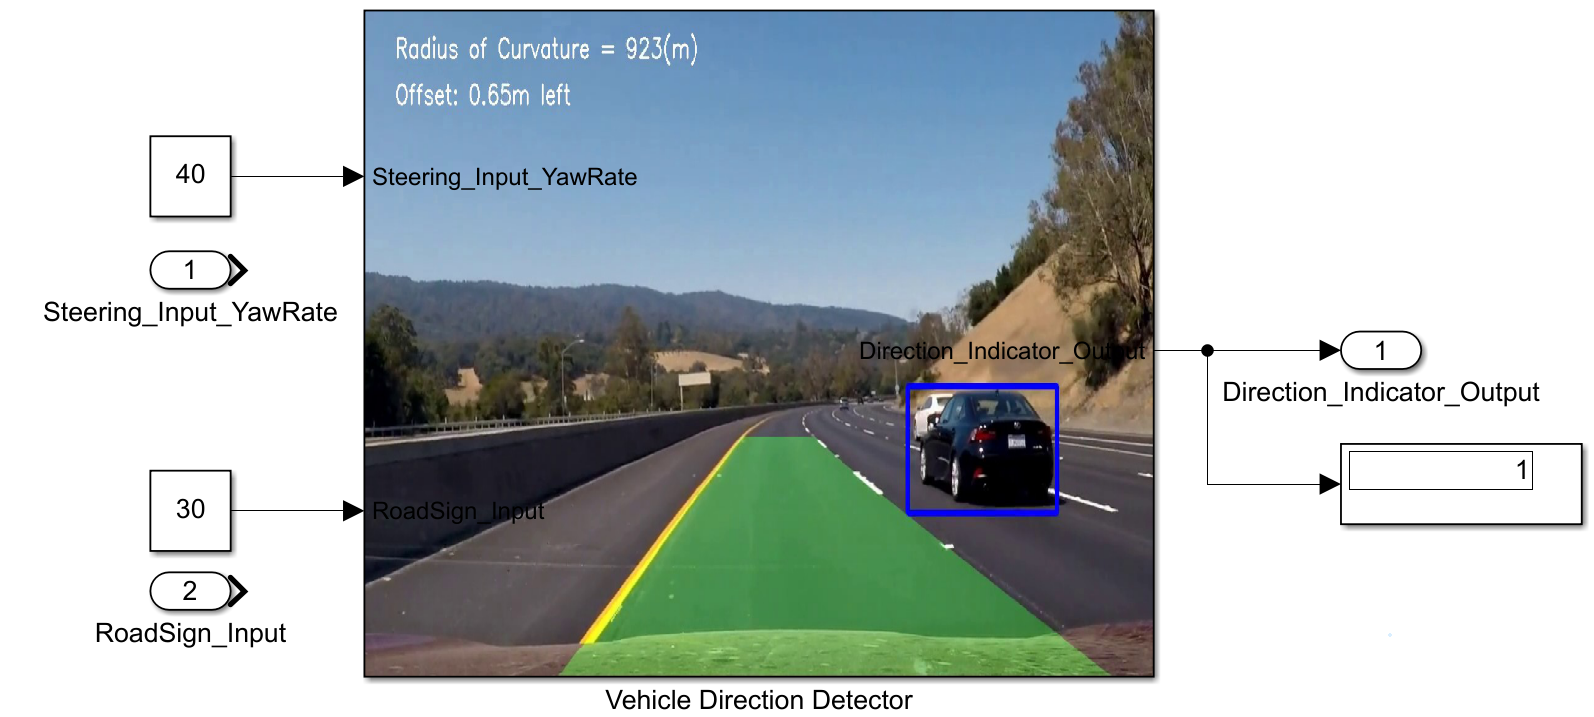 Radius of Curvature = 923(m)
Offset: 0.65m left
40
Steering_Input_YawRate
1
Steering_Input_YawRate
Direction_Indicator_Output
1
Direction_Indicator_Output
1
30
RoadSign_Input
2
RoadSign_Input
Vehicle Direction Detector